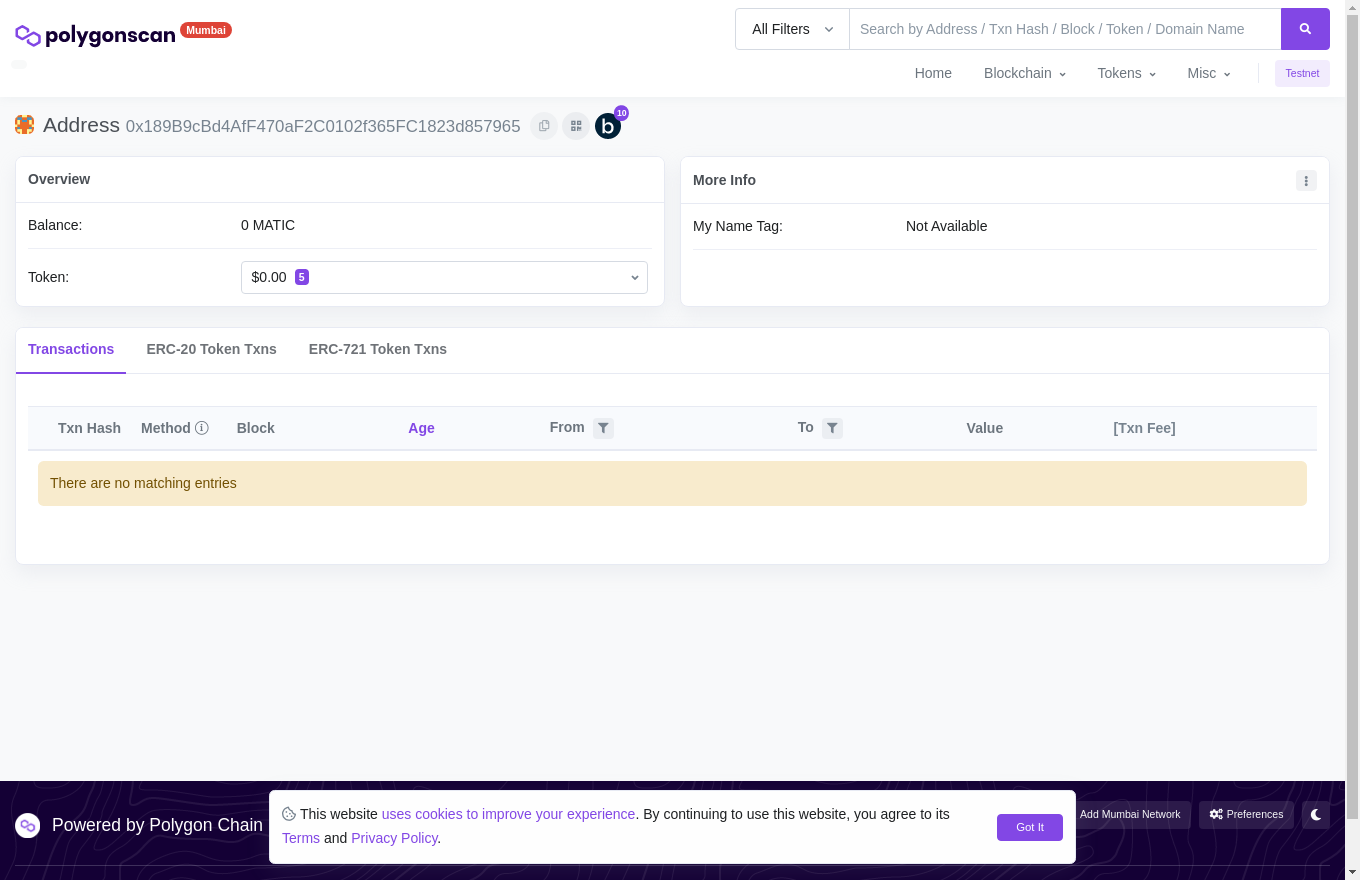 polygonscan Mumbai
All Filters Search by Address / Txn Hash / Block / Token / Domain Name
Home Blockchain Tokens Misc Testnet
Address 0x189B9cBd4AfF470aF2C0102f365FC1823d857965 b 10
Overview
Balance: 0 MATIC
Token: $0.00 5
More Info
My Name Tag: Not Available
Transactions ERC-20 Token Txns ERC-721 Token Txns
Txn Hash Method Block Age From To Value [Txn Fee]
There are no matching entries
Powered by Polygon Chain
This website uses cookies to improve your experience. By continuing to use this website, you agree to its
Terms and Privacy Policy.
Got It
Add Mumbai Network Preferences